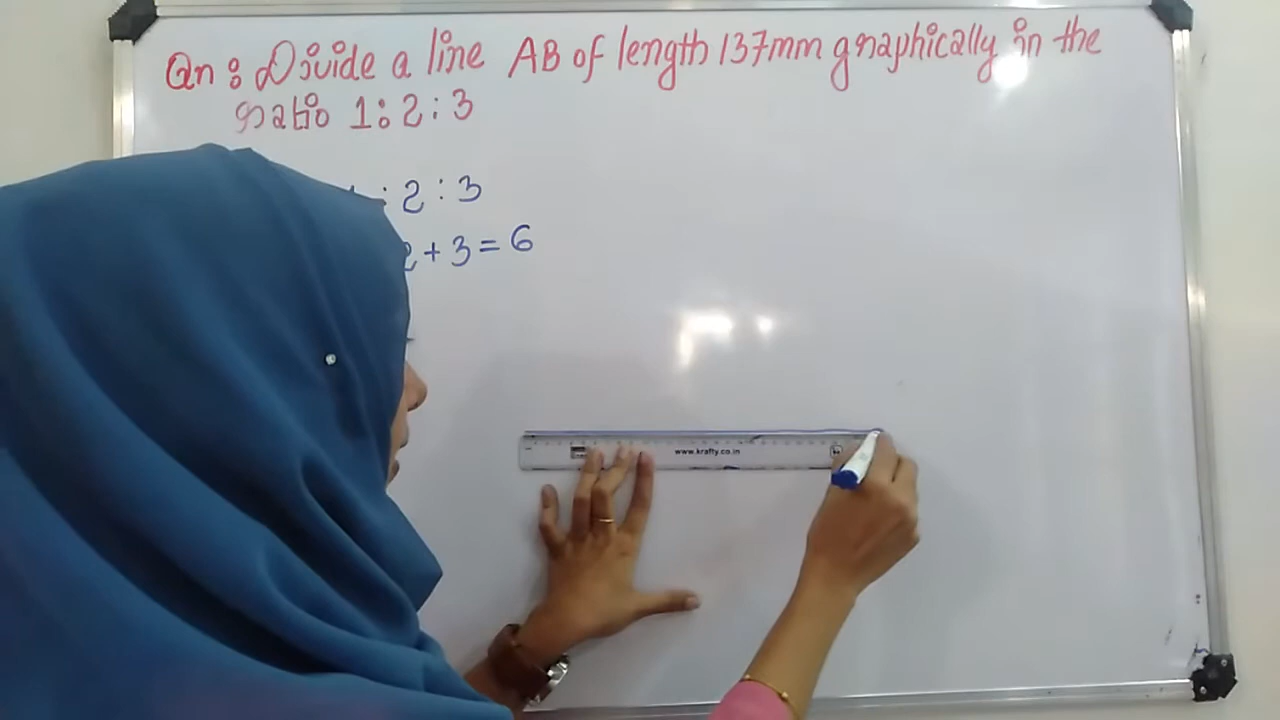 Qn : Divide a line AB of length 137mm graphically in the
ratio 1:2:3
: 2 : 3
2 + 3 = 6
www.krafty.co.in